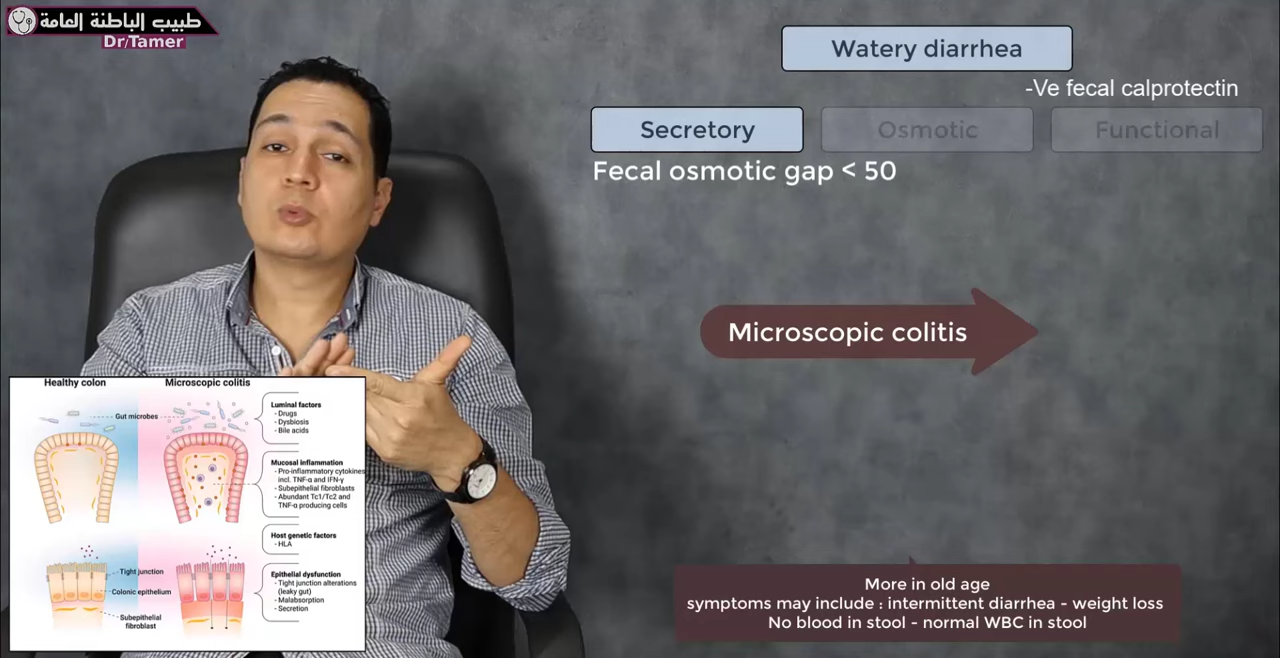 طبيب الباطنة العامة
Dr/Tamer
Watery diarrhea
-Ve fecal calprotectin
Secretory
Osmotic
Functional
Fecal osmotic gap < 50
Microscopic colitis
Healthy colon
Microscopic colitis
Gut microbes
Luminal factors
- Drugs
- Dysbiosis
- Bile acids
Mucosal inflammation
- Pro-inflammatory cytokines
incl. TNF-α and IFN-γ
- Subepithelial fibroblasts
- Abundant Tc1/Tc2 and
TNF-α producing cells
Host genetic factors
- HLA
Tight junction
Colonic epithelium
Subepithelial
fibroblast
Epithelial dysfunction
- Tight junction alterations
(leaky gut)
- Malabsorption
- Secretion
More in old age
symptoms may include : intermittent diarrhea - weight loss
No blood in stool - normal WBC in stool